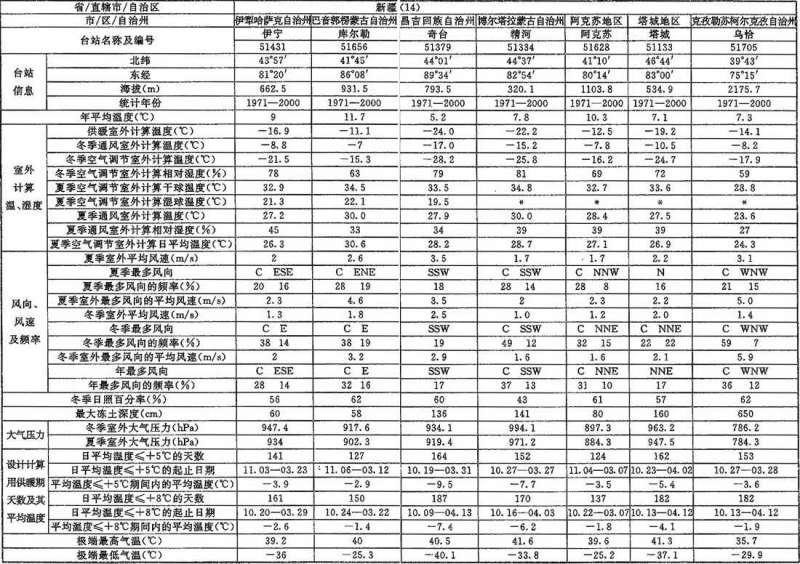 省/直辖市/自治区 新疆(14)
市/区/自治州 伊犁哈萨克自治州 巴音郭楞蒙古自治州 昌吉回族自治州 博尔塔拉蒙古自治州 阿克苏地区 塔城地区 克孜勒苏柯尔克孜自治州
台站名称及编号 伊宁 库尔勒 奇台 精河 阿克苏 塔城 乌恰
51431 51656 51379 51334 51628 51133 51705
台站信息 北纬 43°57′ 41°45′ 44°01′ 44°37′ 41°10′ 46°44′ 39°43′
东经 81°20′ 86°08′ 89°34′ 82°54′ 80°14′ 83°00′ 75°15′
海拔(m) 662.5 931.5 793.5 320.1 1103.8 534.9 2175.7
统计年份 1971—2000 1971—2000 1971—2000 1971—2000 1971—2000 1971—2000 1971—2000
年平均温度(℃) 9 11.7 5.2 7.8 10.3 7.1 7.3
室外计算温、湿度 供暖室外计算温度(℃) －16.9 －11.1 －24.0 －22.2 －12.5 －19.2 －14.1
冬季通风室外计算温度(℃) －8.8 －7 －17.0 －15.2 －7.8 －10.5 －8.2
冬季空气调节室外计算温度(℃) －21.5 －15.3 －28.2 －25.8 －16.2 －24.7 －17.9
冬季空气调节室外计算相对湿度(%) 78 63 79 81 69 72 59
夏季空气调节室外计算干球温度(℃) 32.9 34.5 33.5 34.8 32.7 33.6 28.8
夏季空气调节室外计算湿球温度(℃) 21.3 22.1 19.5 * * * *
夏季通风室外计算温度(℃) 27.2 30.0 27.9 30.0 28.4 27.5 23.6
夏季通风室外计算相对湿度(%) 45 33 34 39 39 39 27
夏季空气调节室外计算日平均温度(℃) 26.3 30.6 28.2 28.7 27.1 26.9 24.3
风向、风速及频率 夏季室外平均风速(m/s) 2 2.6 3.5 1.7 1.7 2.2 3.1
夏季最多风向 C ESE C ENE SSW C SSW C NNW N C WNW
夏季最多风向的频率(%) 20 16 28 19 18 28 14 28 8 16 21 15
夏季室外最多风向的平均风速(m/s) 2.3 4.6 3.5 2 2.3 2.2 5.0
冬季室外平均风速(m/s) 1.3 1.8 2.5 1.0 1.2 2.0 1.4
冬季最多风向 C E C E SSW C SSW C NNE C NNE C WNW
冬季最多风向的频率(%) 38 14 38 19 19 49 12 32 15 22 22 59 7
冬季室外最多风向的平均风速(m/s) 2 3.2 2.9 1.6 1.6 2.1 5.9
年最多风向 C ESE C E SSW C SSW C NNE NNE C WNW
年最多风向的频率(%) 28 14 32 16 17 37 13 31 10 17 36 12
冬季日照百分率(%) 56 62 60 43 61 57 62
最大冻土深度(cm) 60 58 136 141 80 160 650
大气压力 冬季室外大气压力(hPa) 947.4 917.6 934.1 994.1 897.3 963.2 786.2
夏季室外大气压力(hPa) 934 902.3 919.4 971.2 884.3 947.5 784.3
设计计算用供暖期天数及其平均温度 日平均温度≤＋5℃的天数 141 127 164 152 124 162 153
日平均温度≤＋5℃的起止日期 11.03—03.23 11.06—03.12 10.19—03.31 10.27—03.27 11.04—03.07 10.23—04.02 10.27—03.28
平均温度≤＋5℃期间内的平均温度(℃) －3.9 －2.9 －9.5 －7.7 －3.5 －5.4 －3.6
日平均温度≤＋8℃的天数 161 150 187 170 137 182 182
日平均温度≤＋8℃的起止日期 10.20—03.29 10.24—03.22 10.09—04.13 10.16—04.03 10.22—03.07 10.13—04.12 10.13—04.12
平均温度≤＋8℃期间内的平均温度(℃) －2.6 －1.4 －7.4 －6.2 －1.8 －4.1 －1.9
极端最高气温(℃) 39.2 40 40.5 41.6 39.6 41.3 35.7
极端最低气温(℃) －36 －25.3 －40.1 －33.8 －25.2 －37.1 －29.9